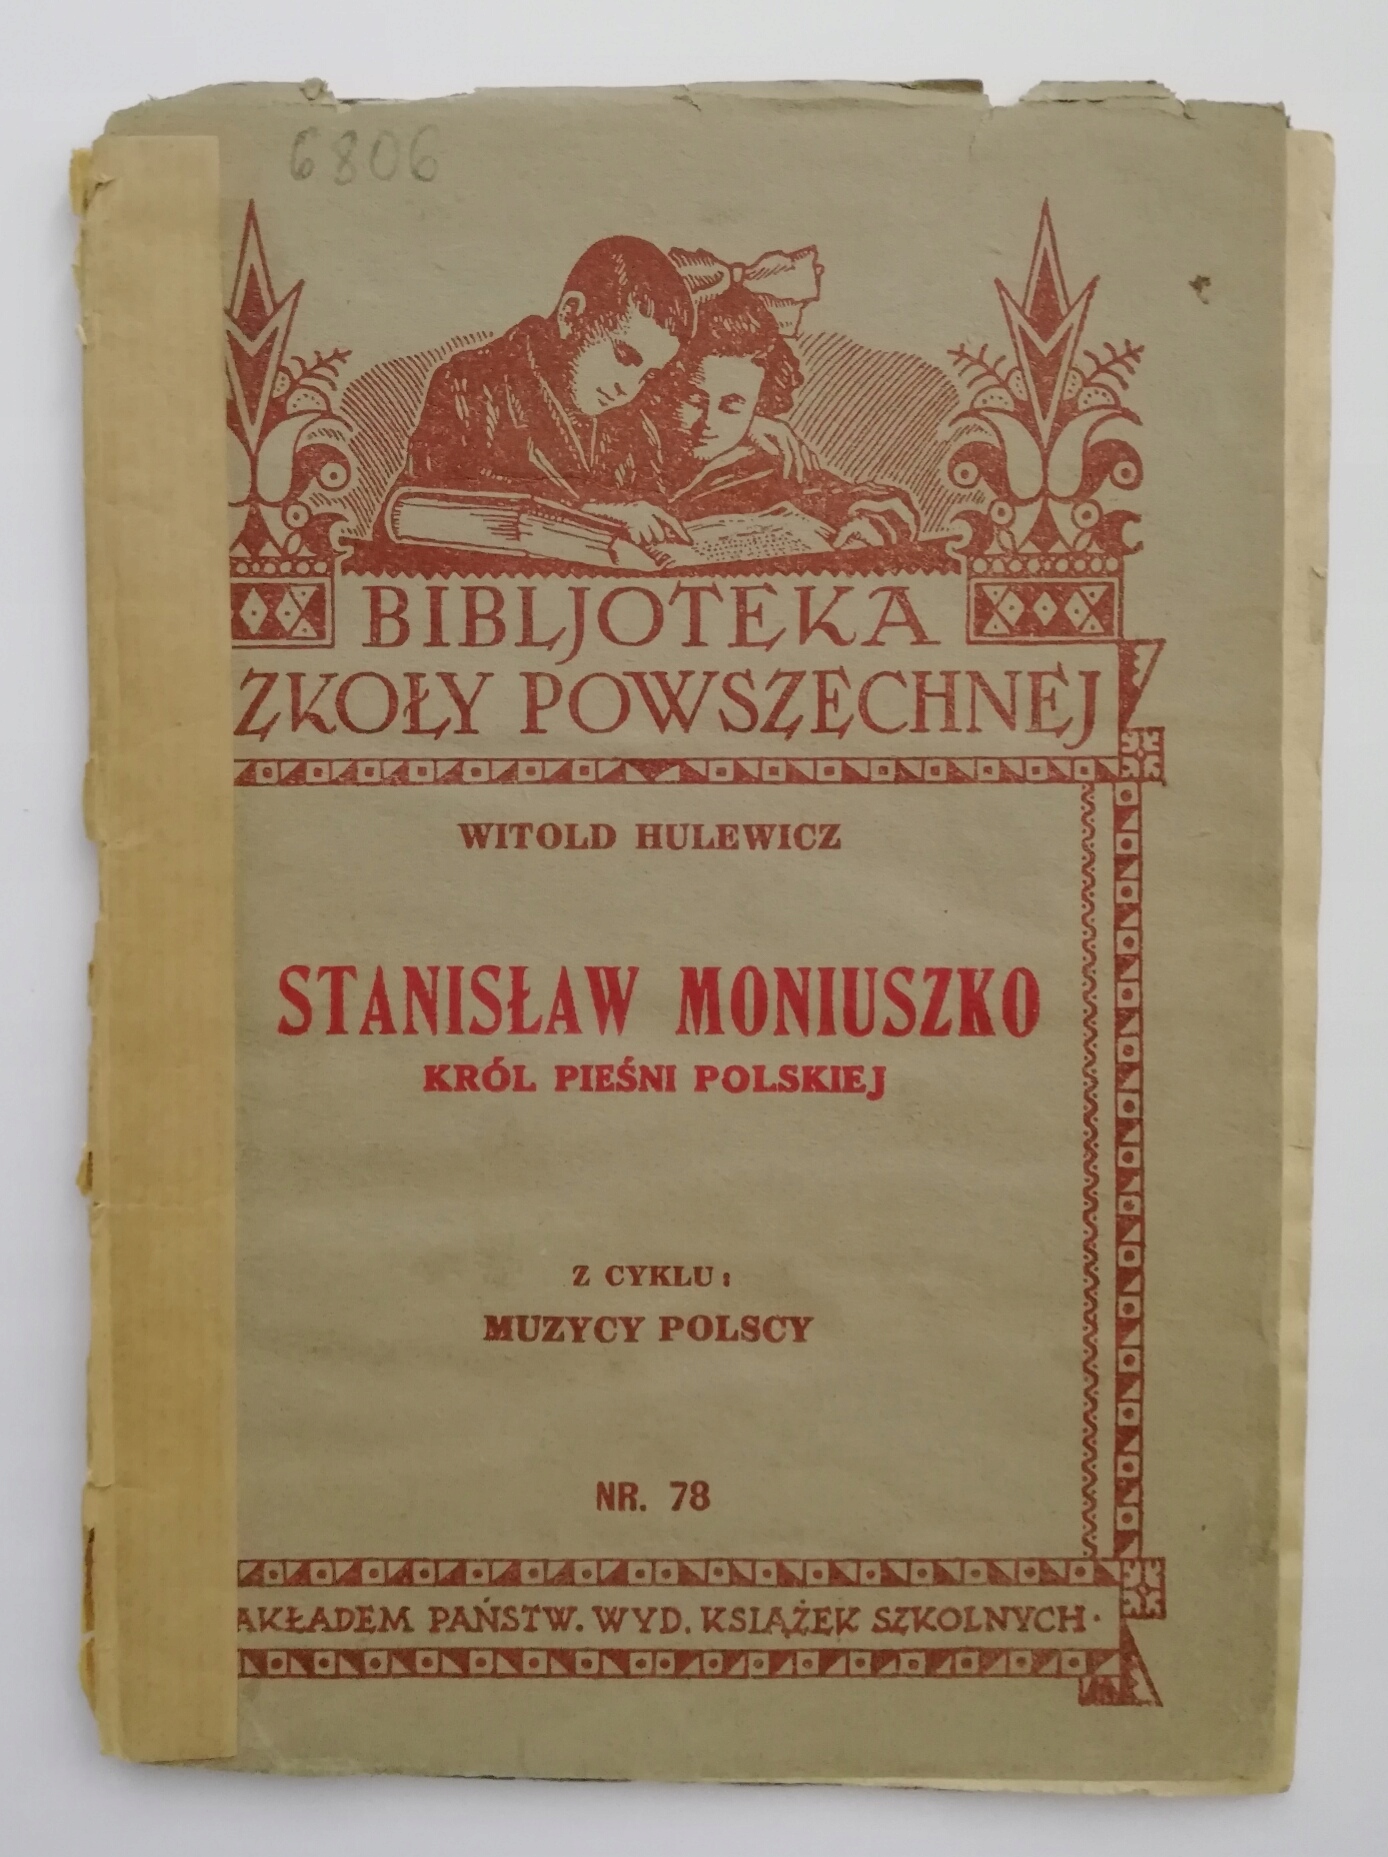 6806
BIBLJOTEKA
ZKOŁY POWSZECHNEJ
WITOLD HULEWICZ
STANISŁAW MONIUSZKO
KRÓL PIEŚNI POLSKIEJ
Z CYKLU:
MUZYCY POLSCY
NR. 78
AKŁADEM PAŃSTW. WYD. KSIĄŻEK SZKOLNYCH·